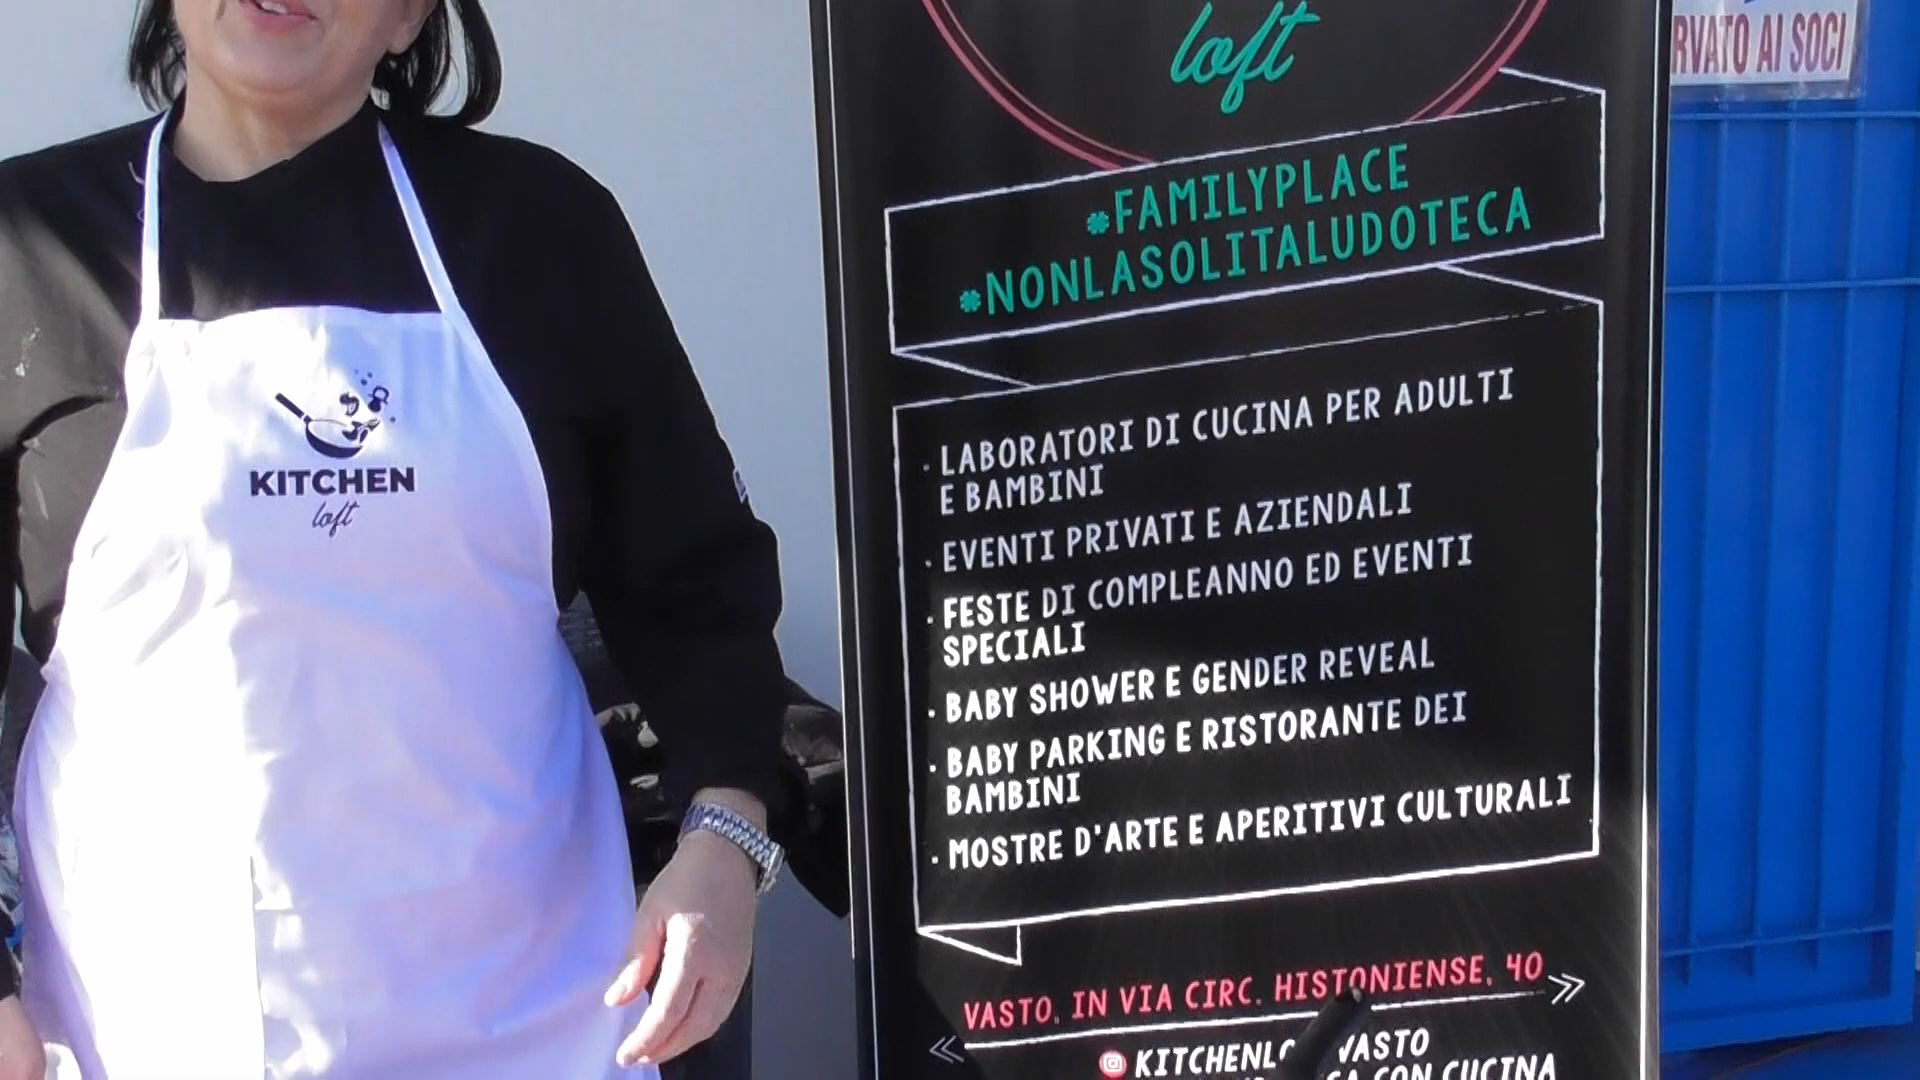 loft
RVATO AI SOCI
#FAMILYPLACE
#NONLASOLITALUDOTECA
KITCHEN
loft
· LABORATORI DI CUCINA PER ADULTI
E BAMBINI
· EVENTI PRIVATI E AZIENDALI
· FESTE DI COMPLEANNO ED EVENTI
SPECIALI
· BABY SHOWER E GENDER REVEAL
· BABY PARKING E RISTORANTE DEI
BAMBINI
· MOSTRE D'ARTE E APERITIVI CULTURALI
VASTO, IN VIA CIRC. HISTONIENSE, 40
VASTO
CON CUCINA